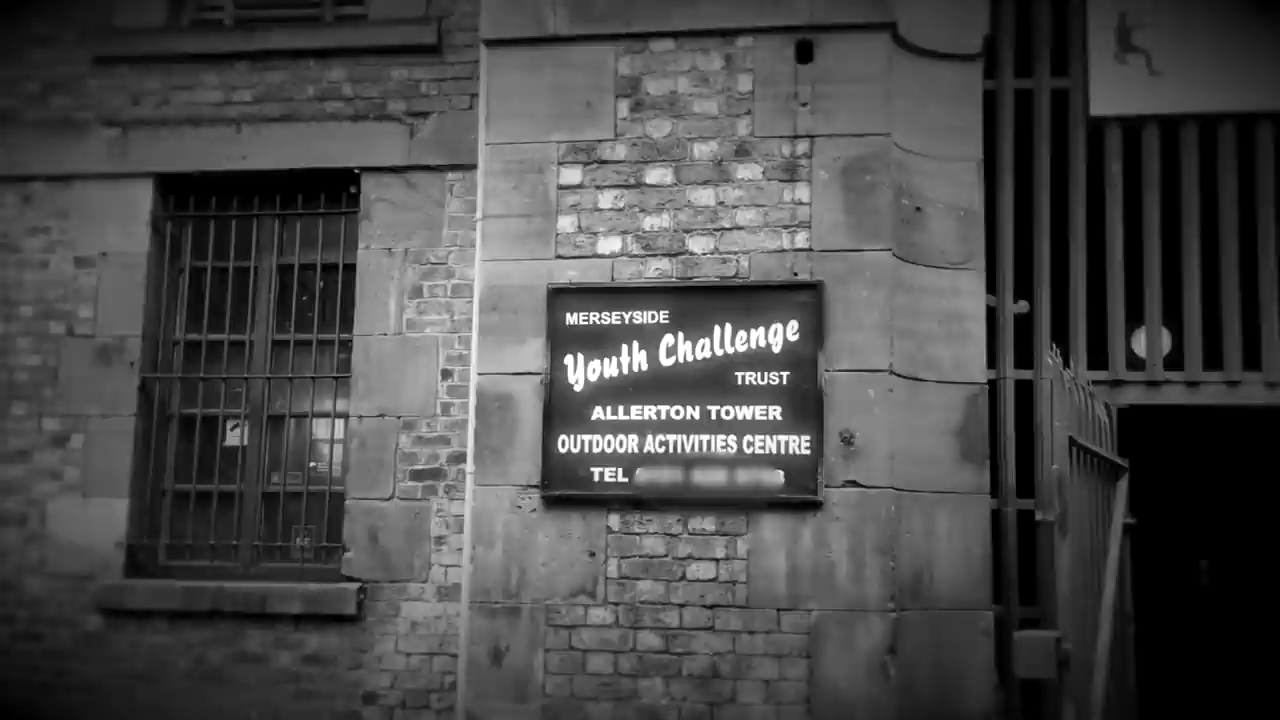 MERSEYSIDE
Youth Challenge
TRUST
ALLERTON TOWER
OUTDOOR ACTIVITIES CENTRE
TEL